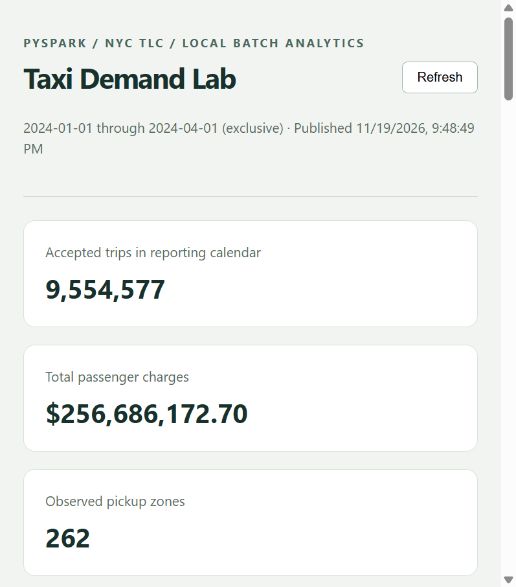 PYSPARK / NYC TLC / LOCAL BATCH ANALYTICS
Taxi Demand Lab
Refresh
2024-01-01 through 2024-04-01 (exclusive) · Published 11/19/2026, 9:48:49
PM
Accepted trips in reporting calendar
9,554,577
Total passenger charges
$256,686,172.70
Observed pickup zones
262